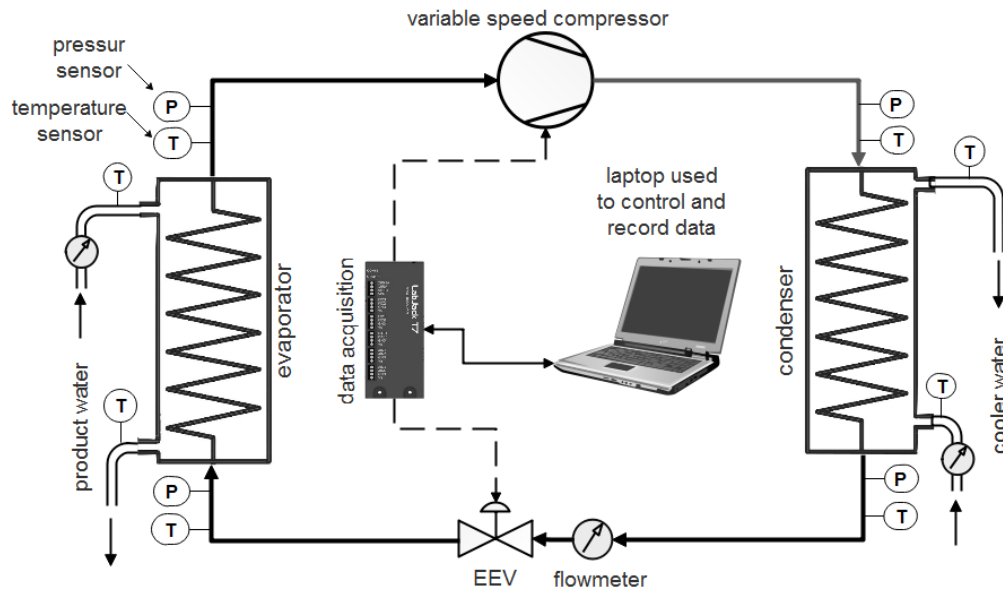 variable speed compressor
pressur
sensor
P
temperature
sensor
T
P
T
T
T
laptop used
to control and
record data
LabJack T7
evaporator
data acquisition
condenser
product water
cooler water
T
T
P
T
P
T
EEV
flowmeter